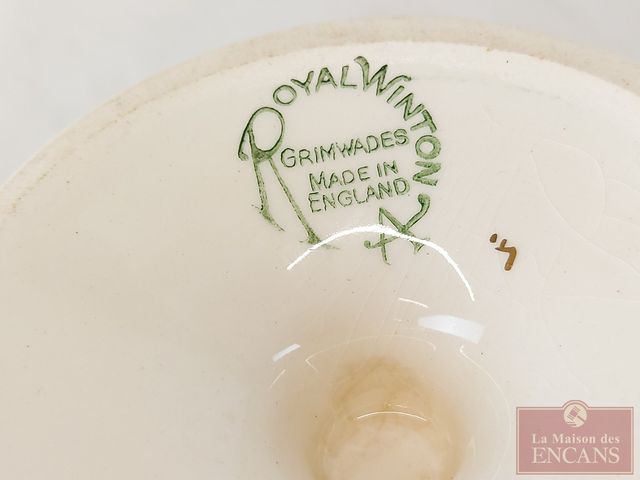 ROYAL WINTON
GRIMWADES
MADE IN
ENGLAND
La Maison des
ENCANS